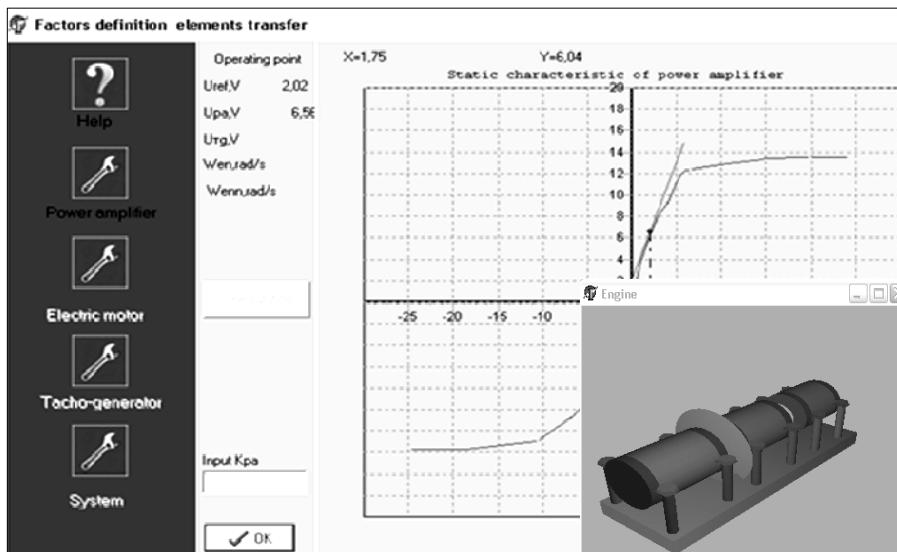 Factors definition elements transfer
Help
Power amplifier
Electric motor
Tacho-generator
System
Operating point
Uref,V 2,02
Upa,V 6,56
Uтg,V
Wen,rad/s
Wenn,rad/s
Input Kpa
OK
X=1,75 Y=6,04
Static characteristic of power amplifier
20
18
16
14
12
10
8
6
4
2
-25 -20 -15 -10
Engine